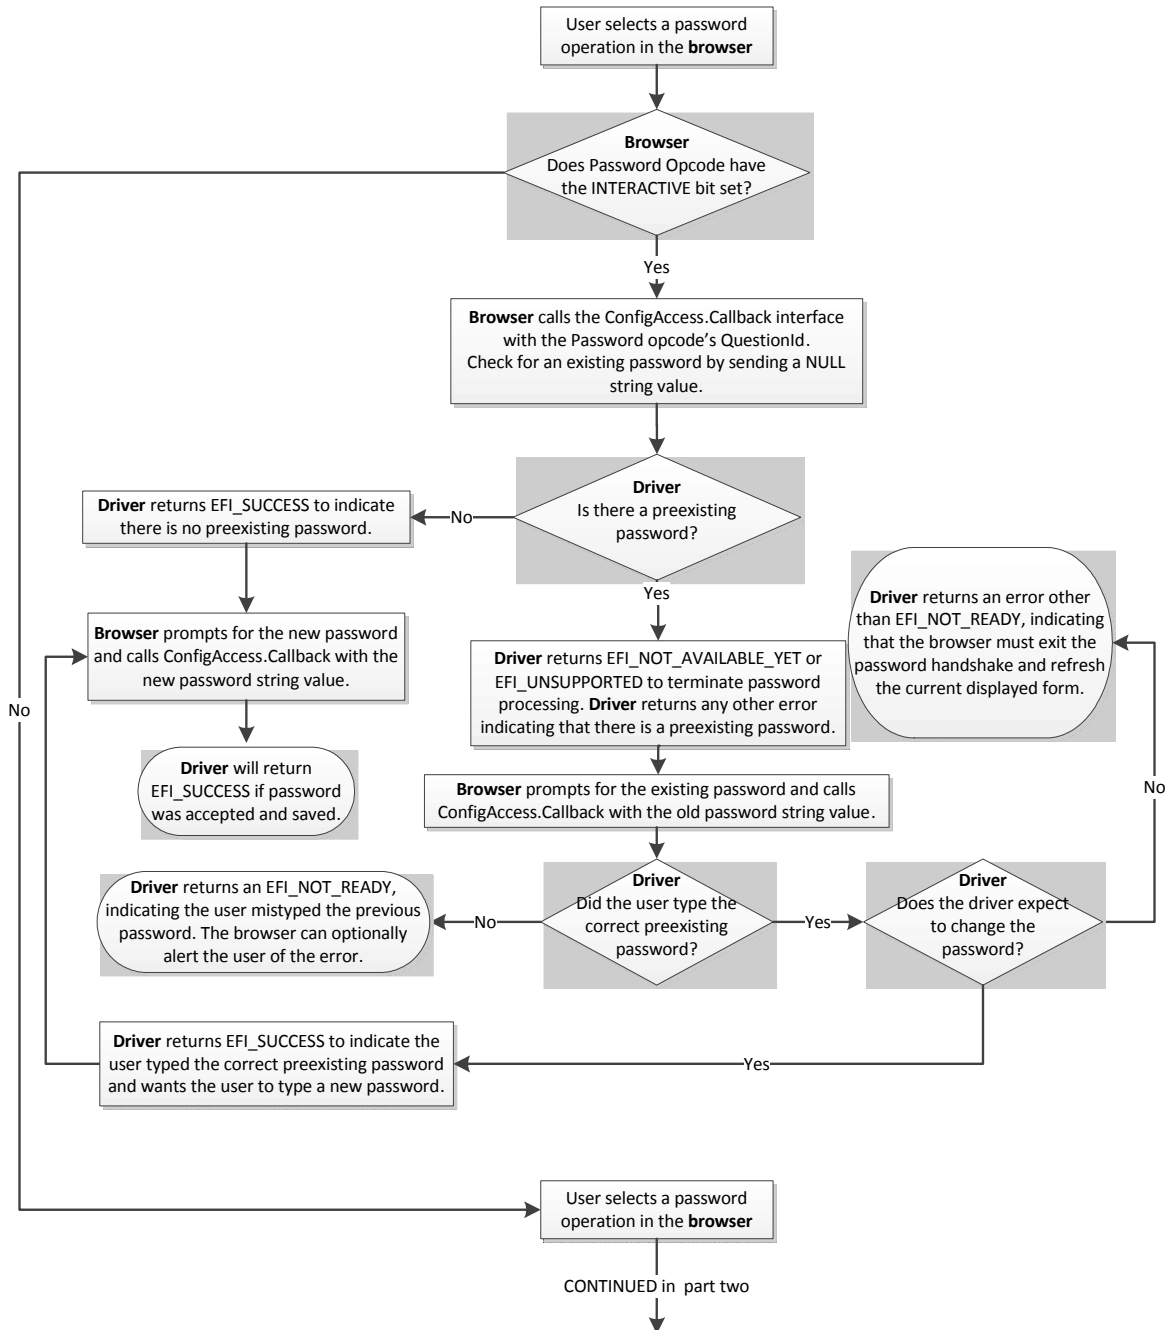 User selects a password
operation in the browser
Browser
Does Password Opcode have
the INTERACTIVE bit set?
Yes
Browser calls the ConfigAccess.Callback interface
with the Password opcode's QuestionId.
Check for an existing password by sending a NULL
string value.
Driver
Is there a preexisting
password?
No
Driver returns EFI_SUCCESS to indicate
there is no preexisting password.
Yes
Browser prompts for the new password
and calls ConfigAccess.Callback with the
new password string value.
Driver returns EFI_NOT_AVAILABLE_YET or
EFI_UNSUPPORTED to terminate password
processing. Driver returns any other error
indicating that there is a preexisting password.
Driver returns an error other
than EFI_NOT_READY, indicating
that the browser must exit the
password handshake and refresh
the current displayed form.
No
Driver will return
EFI_SUCCESS if password
was accepted and saved.
Browser prompts for the existing password and calls
ConfigAccess.Callback with the old password string value.
No
Driver returns an EFI_NOT_READY,
indicating the user mistyped the previous
password. The browser can optionally
alert the user of the error.
No
Driver
Did the user type the
correct preexisting
password?
Yes
Driver
Does the driver expect
to change the
password?
Driver returns EFI_SUCCESS to indicate the
user typed the correct preexisting password
and wants the user to type a new password.
Yes
User selects a password
operation in the browser
CONTINUED in part two